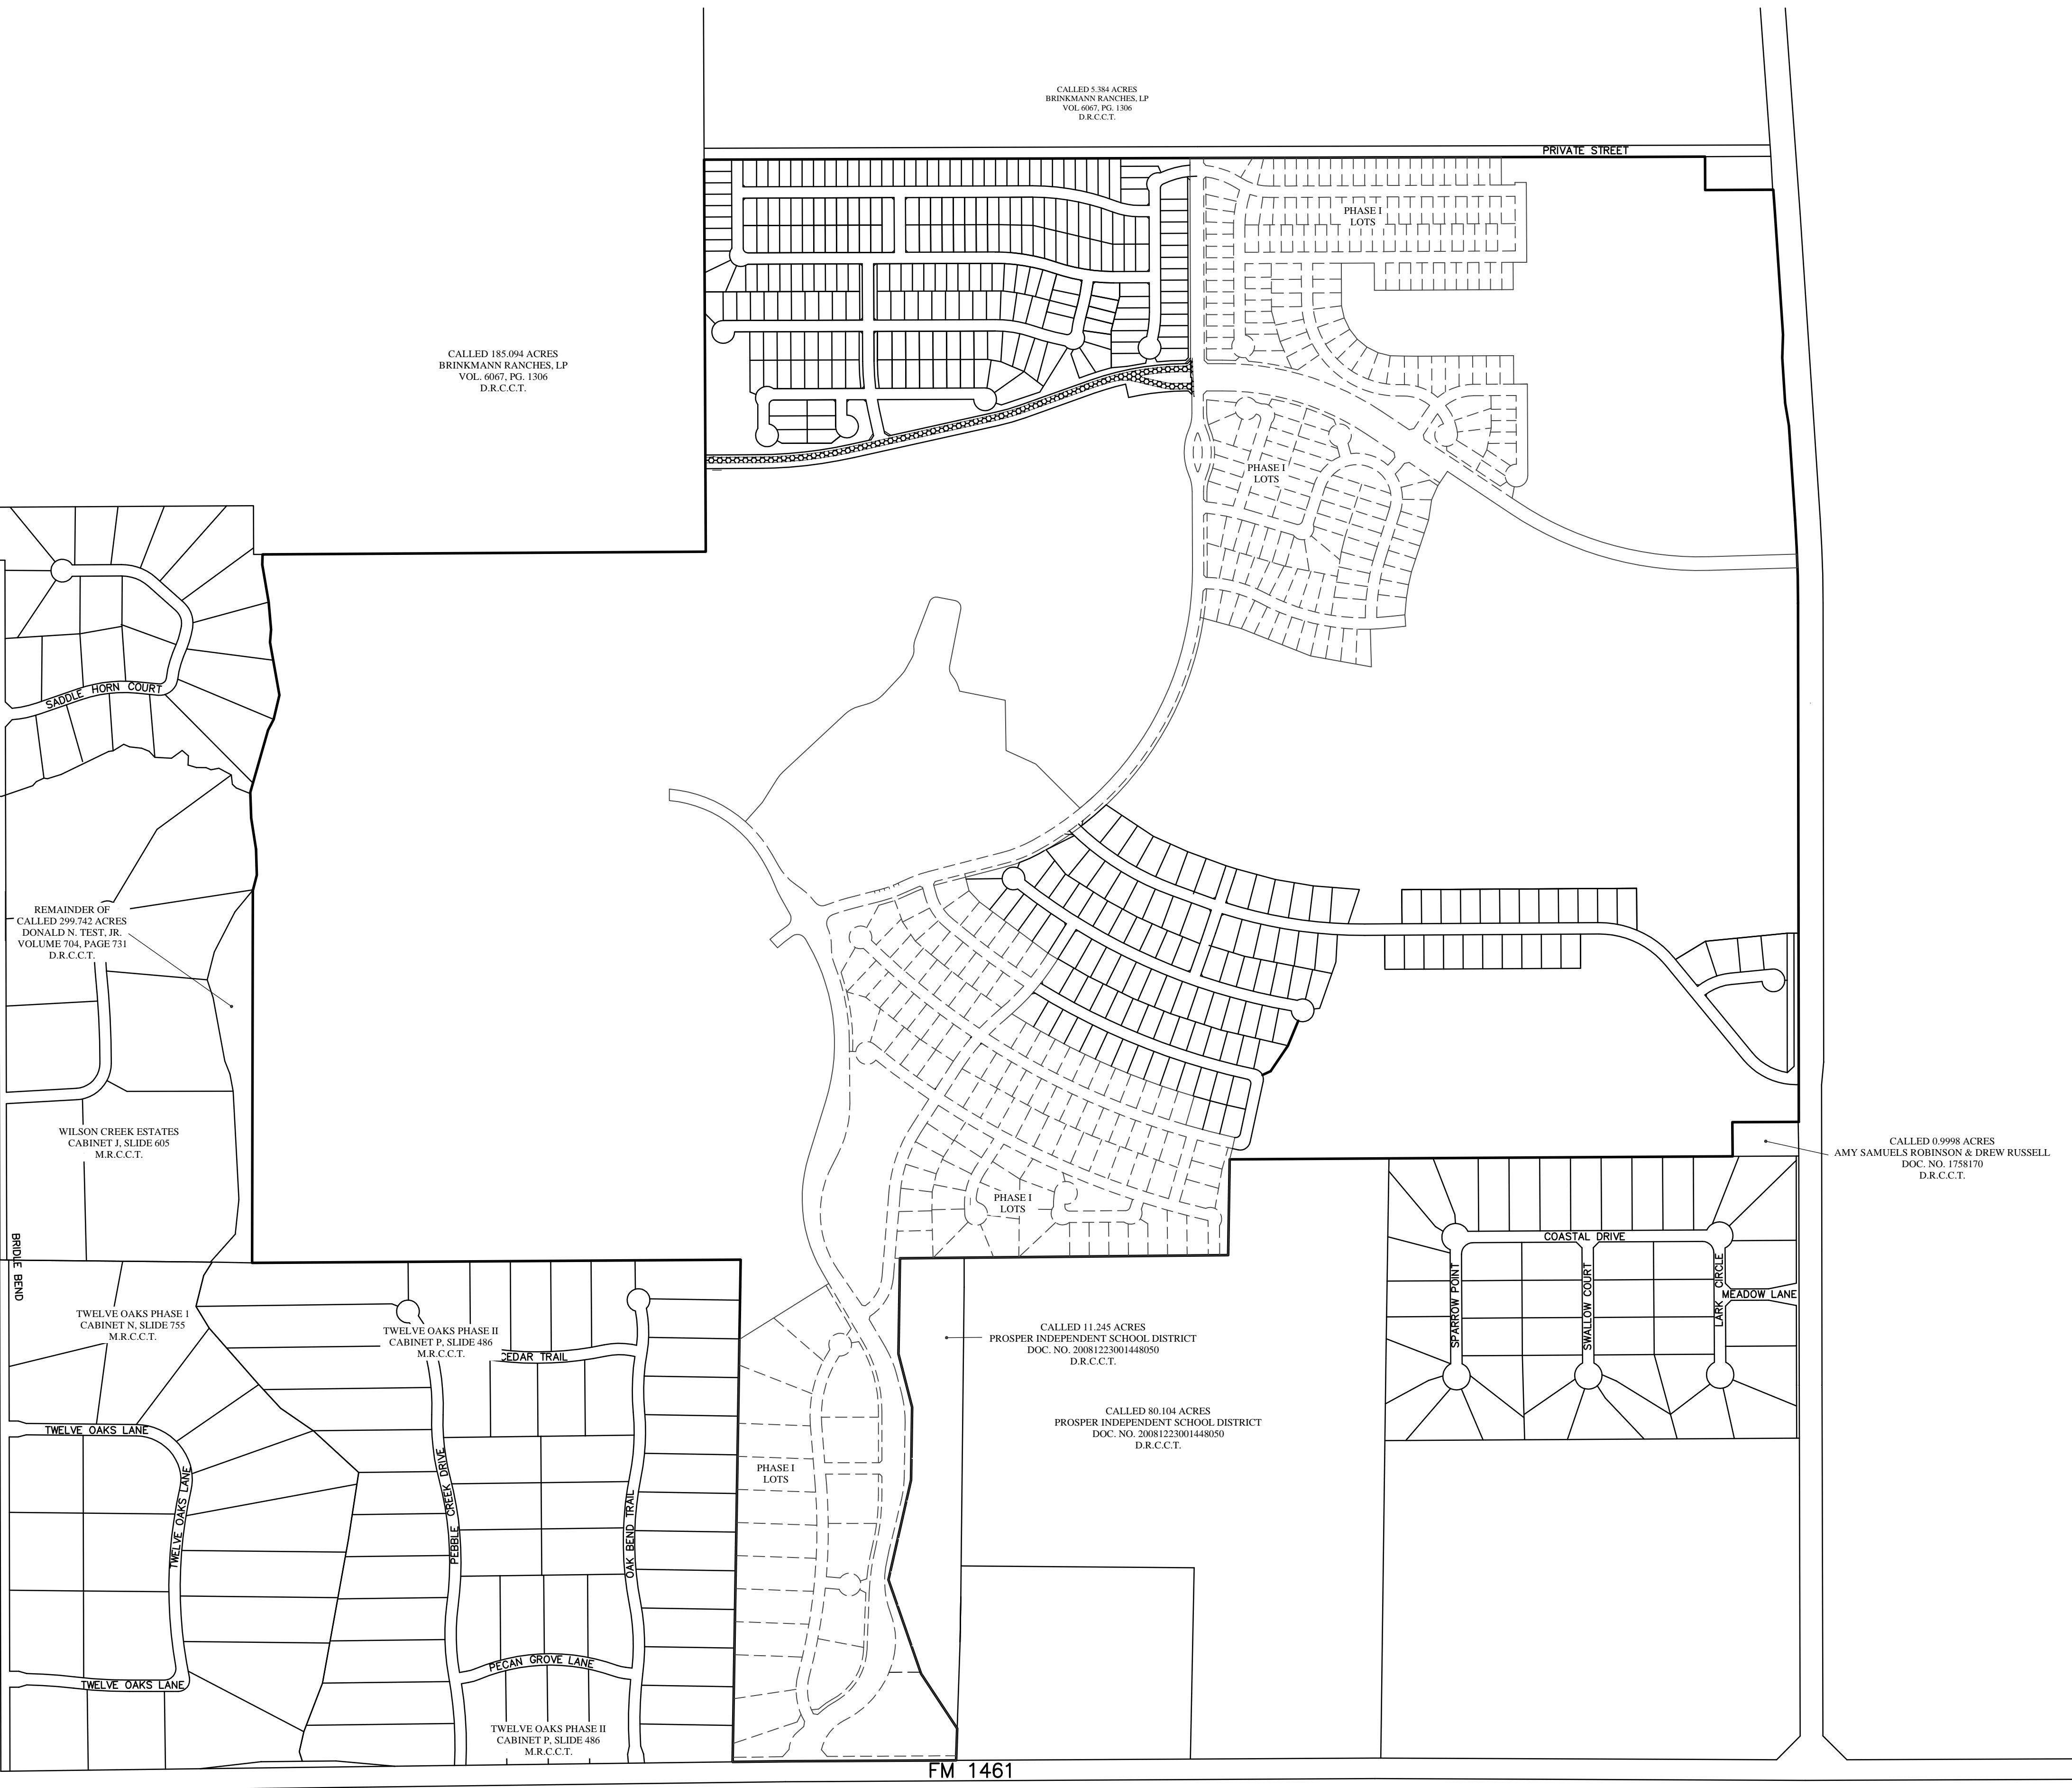 CALLED 5.384 ACRES
BRINKMANN RANCHES, LP
VOL 6067, PG. 1306
D.R.C.C.T.
PRIVATE STREET
PHASE I
LOTS
CALLED 185.094 ACRES
BRINKMANN RANCHES, LP
VOL. 6067, PG. 1306
D.R.C.C.T.
PHASE I
LOTS
SADDLE HORN COURT
REMAINDER OF
CALLED 299.742 ACRES
DONALD N. TEST, JR.
VOLUME 704, PAGE 731
D.R.C.C.T.
WILSON CREEK ESTATES
CABINET J, SLIDE 605
M.R.C.C.T.
CALLED 0.9998 ACRES
AMY SAMUELS ROBINSON & DREW RUSSELL
DOC. NO. 1758170
D.R.C.C.T.
PHASE I
LOTS
BRIDLE BEND
COASTAL DRIVE
SPARROW POINT
SWALLOW COURT
LARK CIRCLE
MEADOW LANE
TWELVE OAKS PHASE 1
CABINET N, SLIDE 755
M.R.C.C.T.
TWELVE OAKS PHASE II
CABINET P, SLIDE 486
M.R.C.C.T.
CEDAR TRAIL
CALLED 11.245 ACRES
PROSPER INDEPENDENT SCHOOL DISTRICT
DOC. NO. 20081223001448050
D.R.C.C.T.
CALLED 80.104 ACRES
PROSPER INDEPENDENT SCHOOL DISTRICT
DOC. NO. 20081223001448050
D.R.C.C.T.
TWELVE OAKS LANE
TWELVE OAKS LANE
PEBBLE CREEK DRIVE
OAK BEND TRAIL
PHASE I
LOTS
PECAN GROVE LANE
TWELVE OAKS LANE
TWELVE OAKS PHASE II
CABINET P, SLIDE 486
M.R.C.C.T.
FM 1461